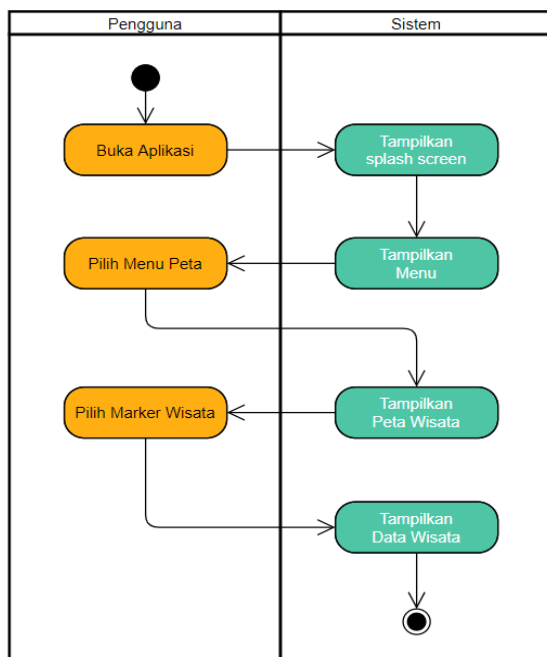 Pengguna
Sistem
Buka Aplikasi
Tampilkan
splash screen
Pilih Menu Peta
Tampilkan
Menu
Pilih Marker Wisata
Tampilkan
Peta Wisata
Tampilkan
Data Wisata